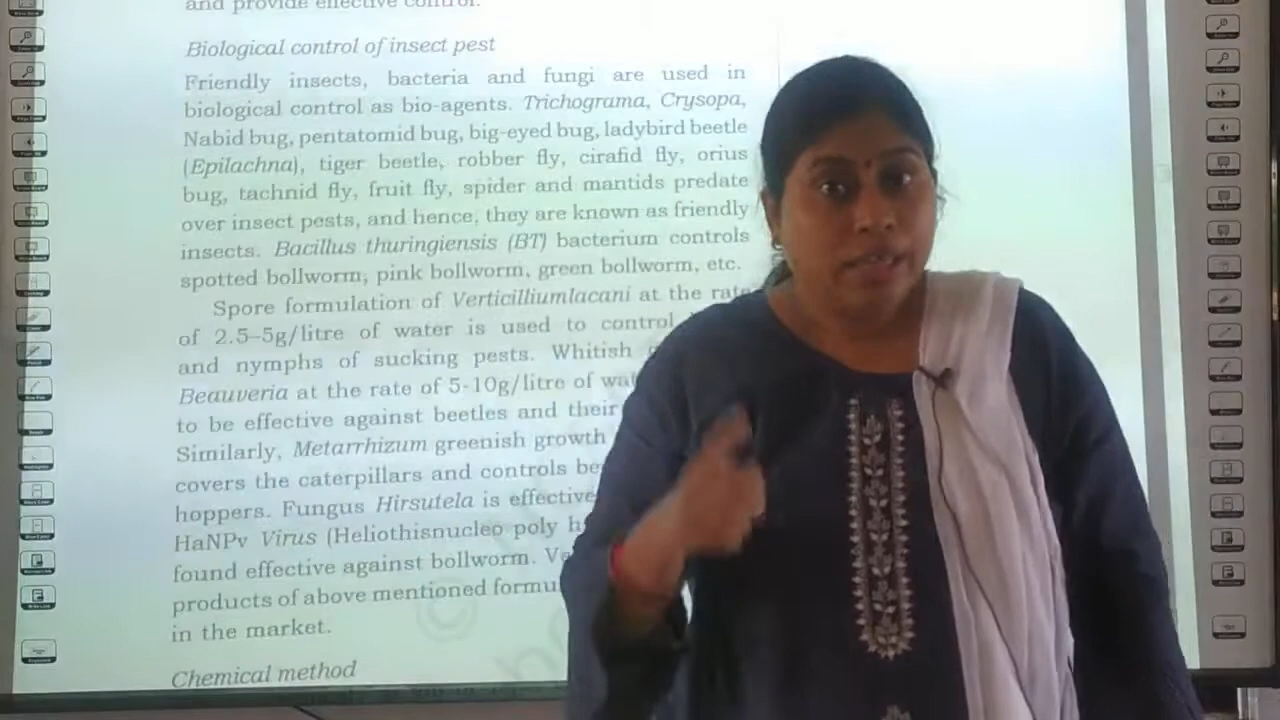 and provide effective control.
Biological control of insect pest
Friendly insects, bacteria and fungi are used in
biological control as bio-agents. Trichograma, Crysopa,
Nabid bug, pentatomid bug, big-eyed bug, ladybird beetle
(Epilachna), tiger beetle, robber fly, cirafid fly, orius
bug, tachnid fly, fruit fly, spider and mantids predate
over insect pests, and hence, they are known as friendly
insects. Bacillus thuringiensis (BT) bacterium controls
spotted bollworm, pink bollworm, green bollworm, etc.
Spore formulation of Verticilliumlacani at the rate
of 2.5–5g/litre of water is used to control
and nymphs of sucking pests. Whitish
Beauveria at the rate of 5-10g/litre of
to be effective against beetles and their
Similarly, Metarrhizum greenish growth
covers the caterpillars and controls
hoppers. Fungus Hirsutela is effective
HaNPv Virus (Heliothisnucleo poly
found effective against bollworm.
products of above mentioned
in the market.
Chemical method